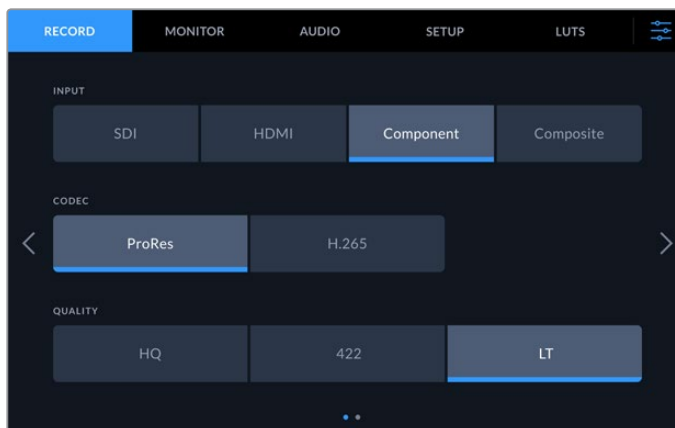 RECORD MONITOR AUDIO SETUP LUTS
INPUT
SDI HDMI Component Composite
CODEC
ProRes H.265
QUALITY
HQ 422 LT